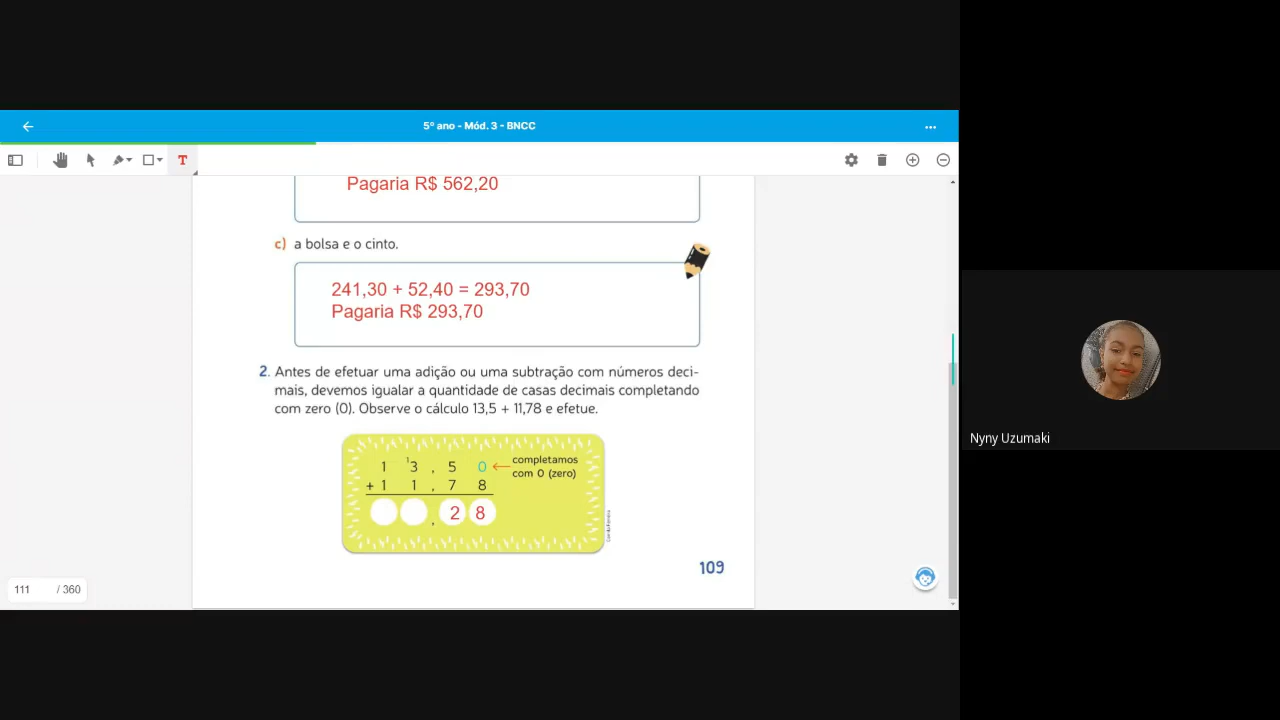 5º ano - Mód. 3 - BNCC
T
Pagaria R$ 562,20
c) a bolsa e o cinto.
241,30 + 52,40 = 293,70
Pagaria R$ 293,70
2. Antes de efetuar uma adição ou uma subtração com números deci-
mais, devemos igualar a quantidade de casas decimais completando
com zero (0). Observe o cálculo 13,5 + 11,78 e efetue.
1
1 3 , 5 0 completamos
com 0 (zero)
+ 1 1 , 7 8
, 2 8
109
111 / 360
Nyny Uzumaki